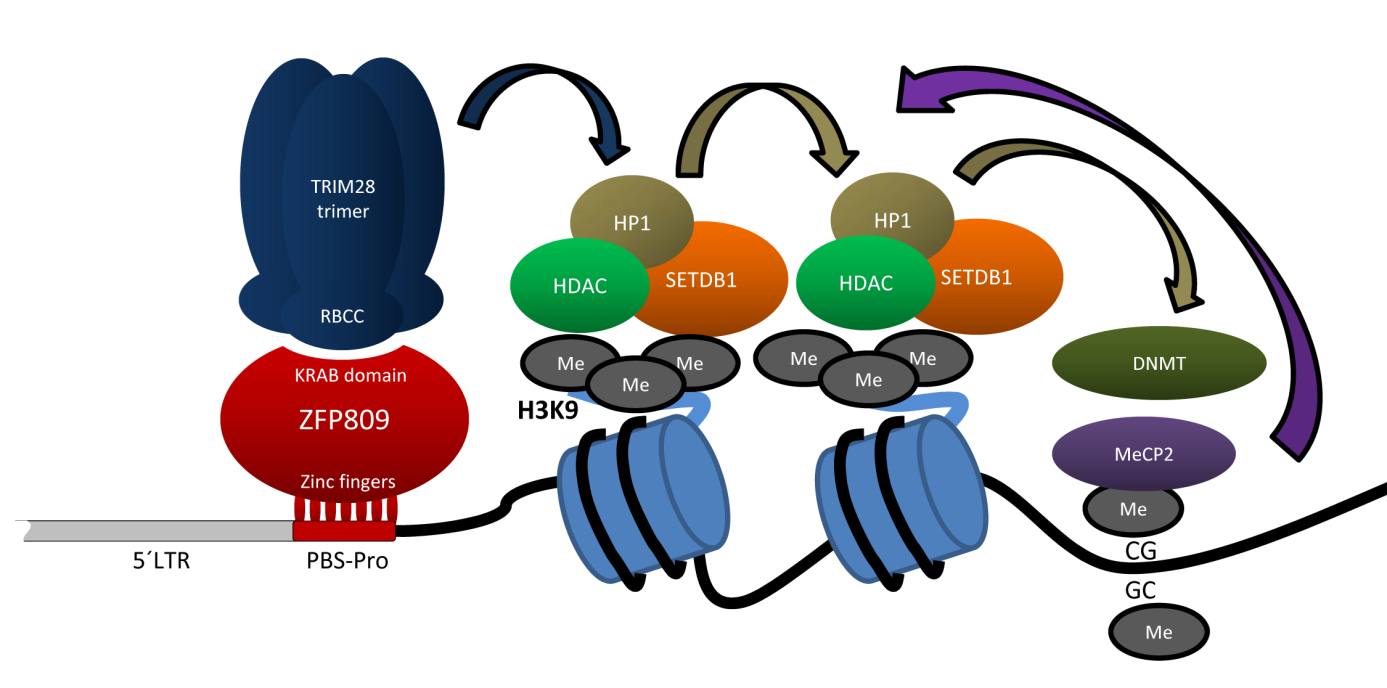 TRIM28
trimer
RBCC
KRAB domain
ZFP809
Zinc fingers
5´LTR
PBS-Pro
HP1
HDAC
SETDB1
Me
Me
Me
H3K9
HP1
HDAC
SETDB1
Me
Me
Me
DNMT
MeCP2
Me
CG
GC
Me